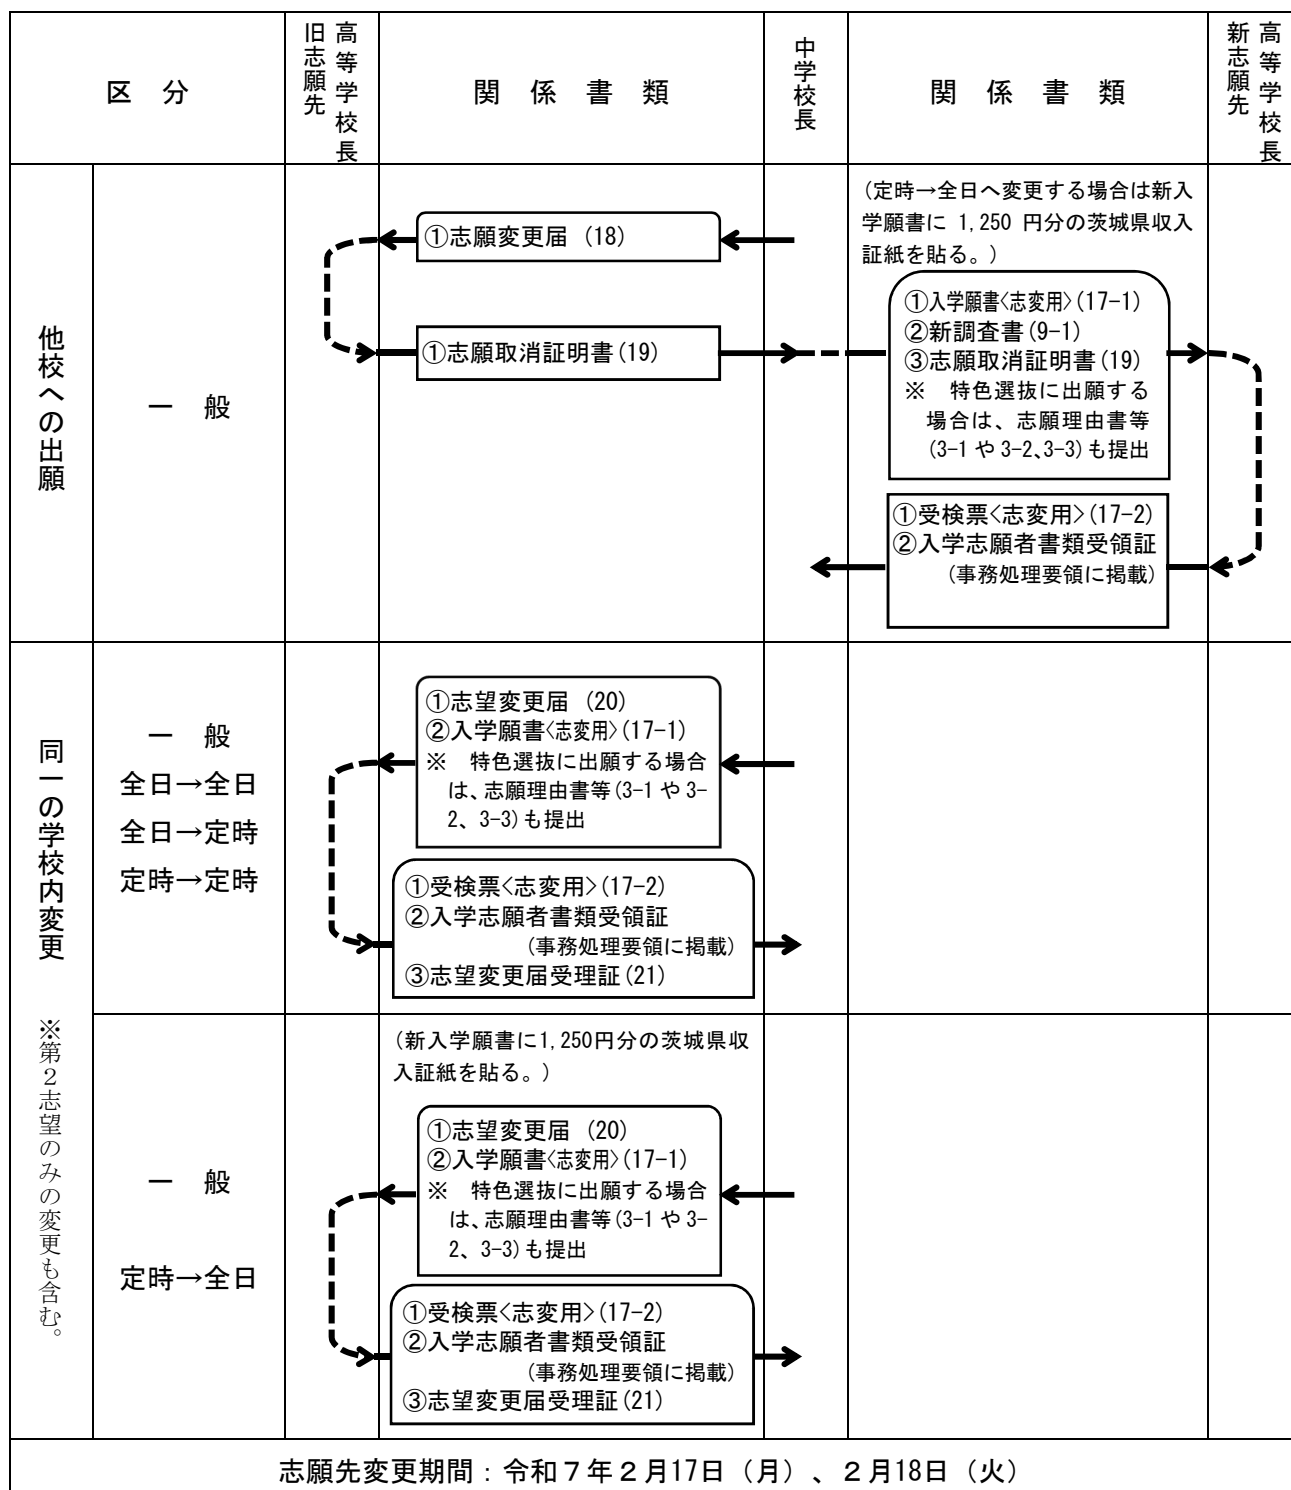 区　分
旧志願先
高等学校長
関　係　書　類
中学校長
関　係　書　類
新志願先
高等学校長
他校への出願
一　般
①志願変更届 (18)
①志願取消証明書(19)
(定時→全日へ変更する場合は新入
学願書に 1,250 円分の茨城県収入
証紙を貼る。)
①入学願書<志変用>(17-1)
②新調査書(9-1)
③志願取消証明書(19)
※　特色選抜に出願する
場合は、志願理由書等
(3-1 や 3-2、3-3)も提出
①受検票<志変用>(17-2)
②入学志願者書類受領証
(事務処理要領に掲載)
同一の学校内変更
※第２志望のみの変更も含む。
一　般
全日→全日
全日→定時
定時→定時
①志望変更届 (20)
②入学願書<志変用>(17-1)
※　特色選抜に出願する場合
は、志願理由書等(3-1 や 3-
2、3-3)も提出
①受検票<志変用>(17-2)
②入学志願者書類受領証
(事務処理要領に掲載)
③志望変更届受理証(21)
一　般
定時→全日
(新入学願書に1,250円分の茨城県収
入証紙を貼る。)
①志望変更届 (20)
②入学願書<志変用>(17-1)
※　特色選抜に出願する場合
は、志願理由書等(3-1 や 3-
2、3-3)も提出
①受検票<志変用>(17-2)
②入学志願者書類受領証
(事務処理要領に掲載)
③志望変更届受理証(21)
志願先変更期間：令和７年２月17日（月）、２月18日（火）